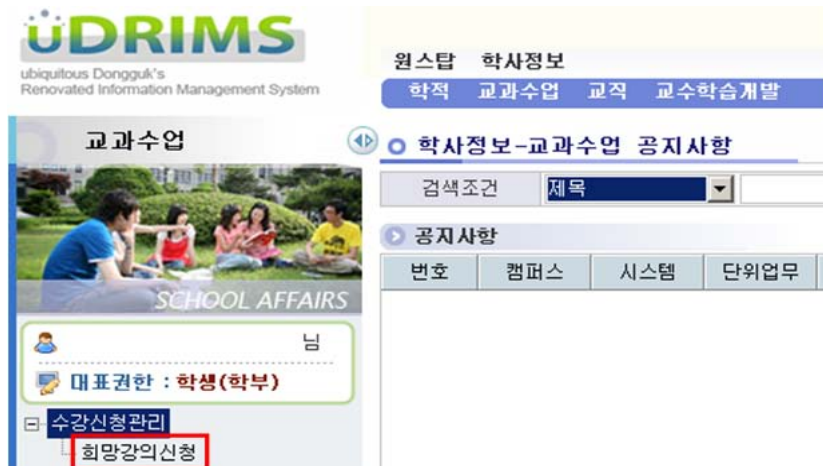 uDRIMS
ubiquitous Dongguk's
Renovated Information Management System
원스탑 학사정보
학적 교과수업 교직 교수학습개발
교과수업
학사정보-교과수업 공지사항
검색조건 제목
공지사항
번호 캠퍼스 시스템 단위업무
SCHOOL AFFAIRS
님
대표권한 : 학생(학부)
수강신청관리
희망강의신청